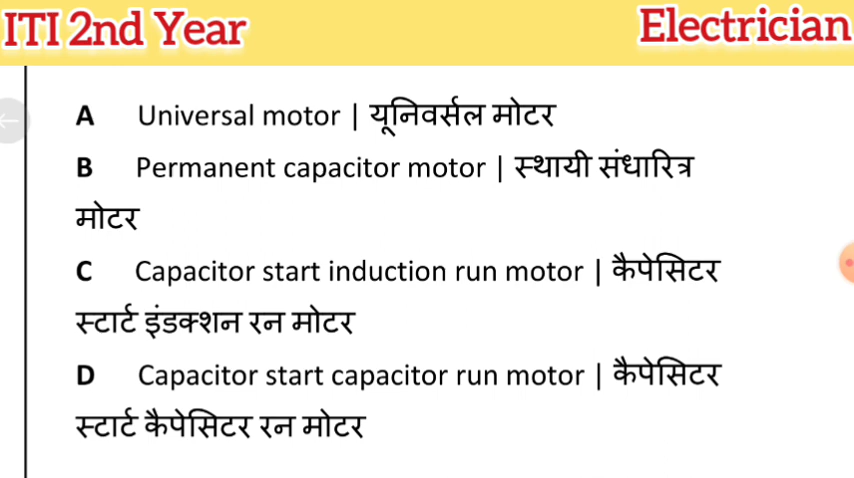 ITI 2nd Year Electrician
A Universal motor | यूनिवर्सल मोटर
B Permanent capacitor motor | स्थायी संधारित्र
मोटर
C Capacitor start induction run motor | कैपेसिटर
स्टार्ट इंडक्शन रन मोटर
D Capacitor start capacitor run motor | कैपेसिटर
स्टार्ट कैपेसिटर रन मोटर